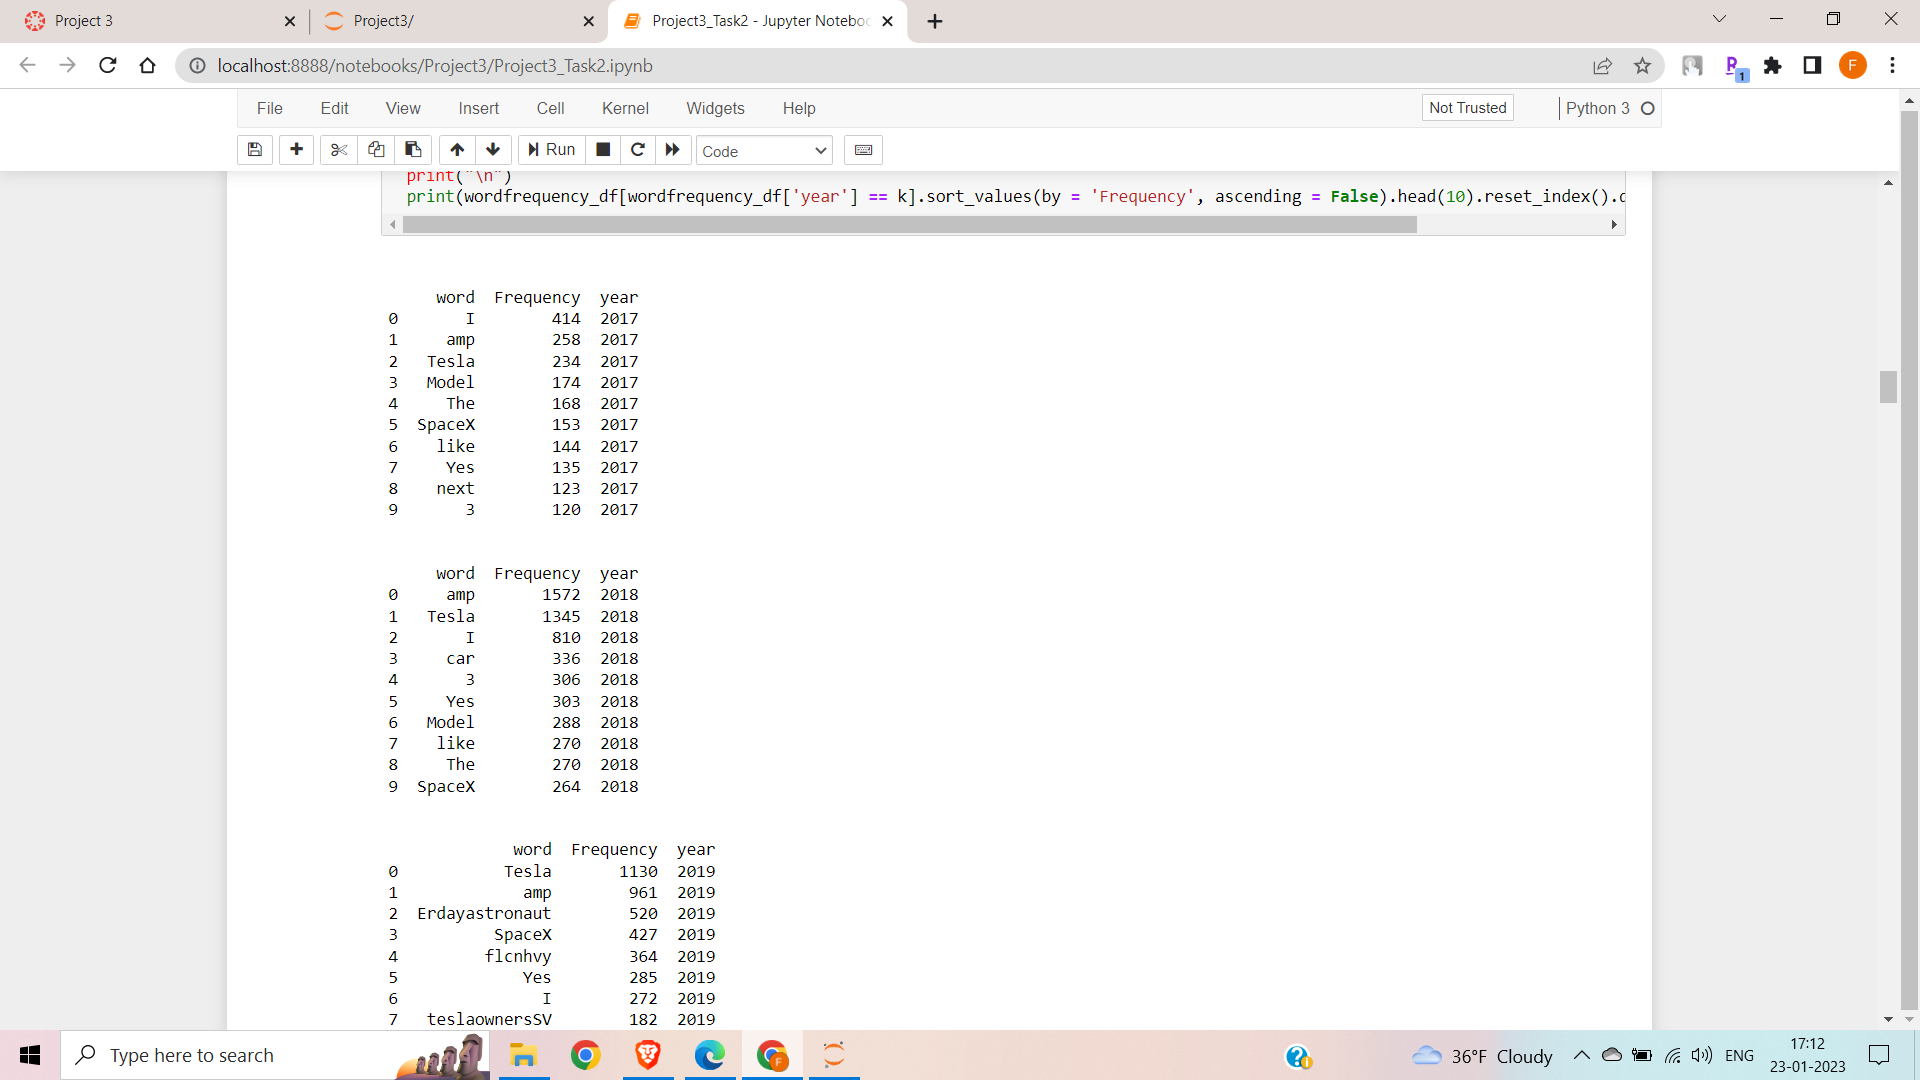 Project 3
Project3/
Project3_Task2 - Jupyter Noteboo
localhost:8888/notebooks/Project3/Project3_Task2.ipynb
1
F
File Edit View Insert Cell Kernel Widgets Help
Not Trusted
Python 3
Run
Code
print("\n")
print(wordfrequency_df[wordfrequency_df['year'] == k].sort_values(by = 'Frequency', ascending = False).head(10).reset_index().d
word Frequency year
0 I 414 2017
1 amp 258 2017
2 Tesla 234 2017
3 Model 174 2017
4 The 168 2017
5 SpaceX 153 2017
6 like 144 2017
7 Yes 135 2017
8 next 123 2017
9 3 120 2017
word Frequency year
0 amp 1572 2018
1 Tesla 1345 2018
2 I 810 2018
3 car 336 2018
4 3 306 2018
5 Yes 303 2018
6 Model 288 2018
7 like 270 2018
8 The 270 2018
9 SpaceX 264 2018
word Frequency year
0 Tesla 1130 2019
1 amp 961 2019
2 Erdayastronaut 520 2019
3 SpaceX 427 2019
4 flcnhvy 364 2019
5 Yes 285 2019
6 I 272 2019
7 teslaownersSV 182 2019
Type here to search
36°F Cloudy
ENG
17:12
23-01-2023